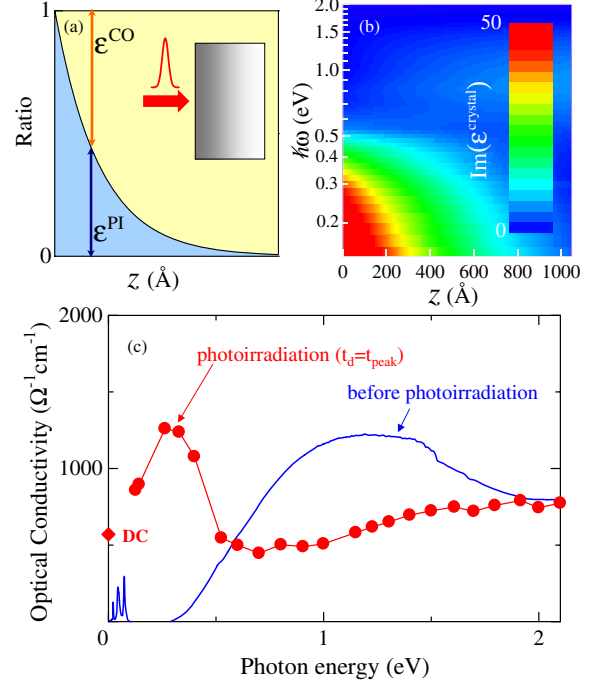 1
(a)
ε^CO
ε^PI
Ratio
0
z (Å)
2.0
(b)
1.5
1.0
0.5
0.4
0.3
0.2
ħω (eV)
50
Im(ε^crystal)
0
0 200 400 600 800 1000
z (Å)
2000
(c)
photoirradiation (t_d=t_peak)
before photoirradiation
1000
DC
0
Optical Conductivity (Ω⁻¹cm⁻¹)
0 1 2
Photon energy (eV)